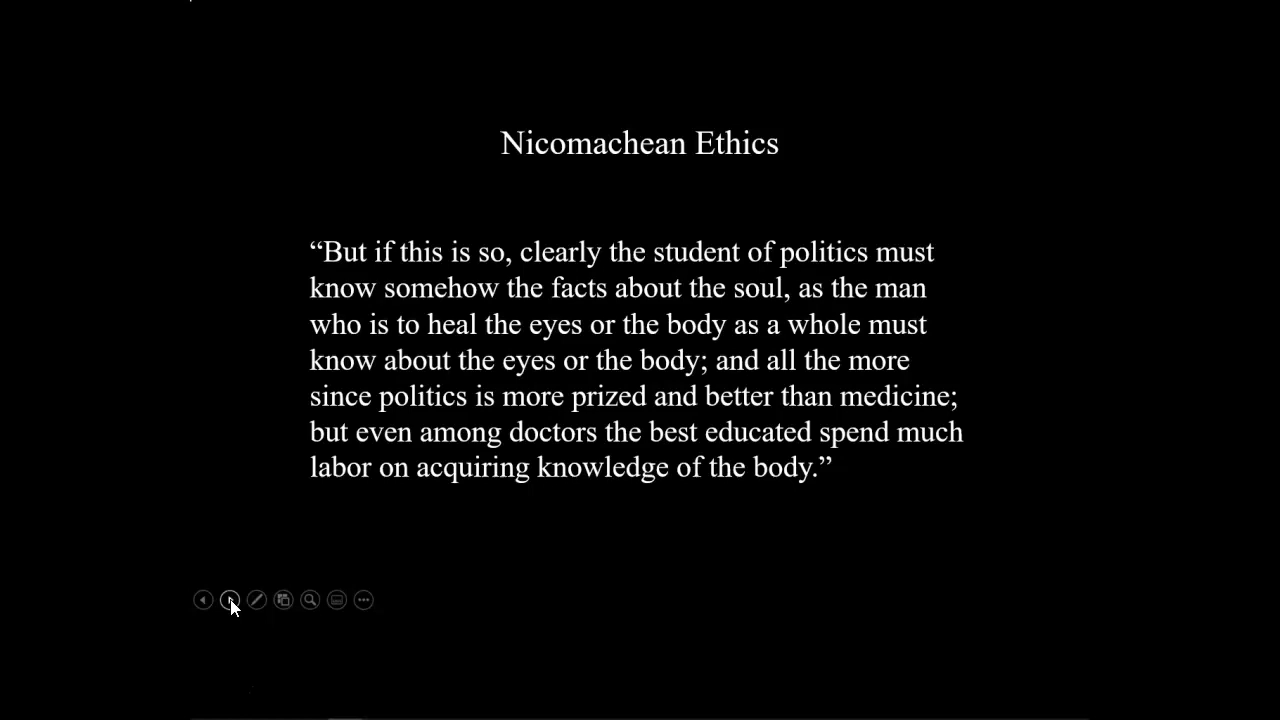 Nicomachean Ethics
“But if this is so, clearly the student of politics must
know somehow the facts about the soul, as the man
who is to heal the eyes or the body as a whole must
know about the eyes or the body; and all the more
since politics is more prized and better than medicine;
but even among doctors the best educated spend much
labor on acquiring knowledge of the body.”